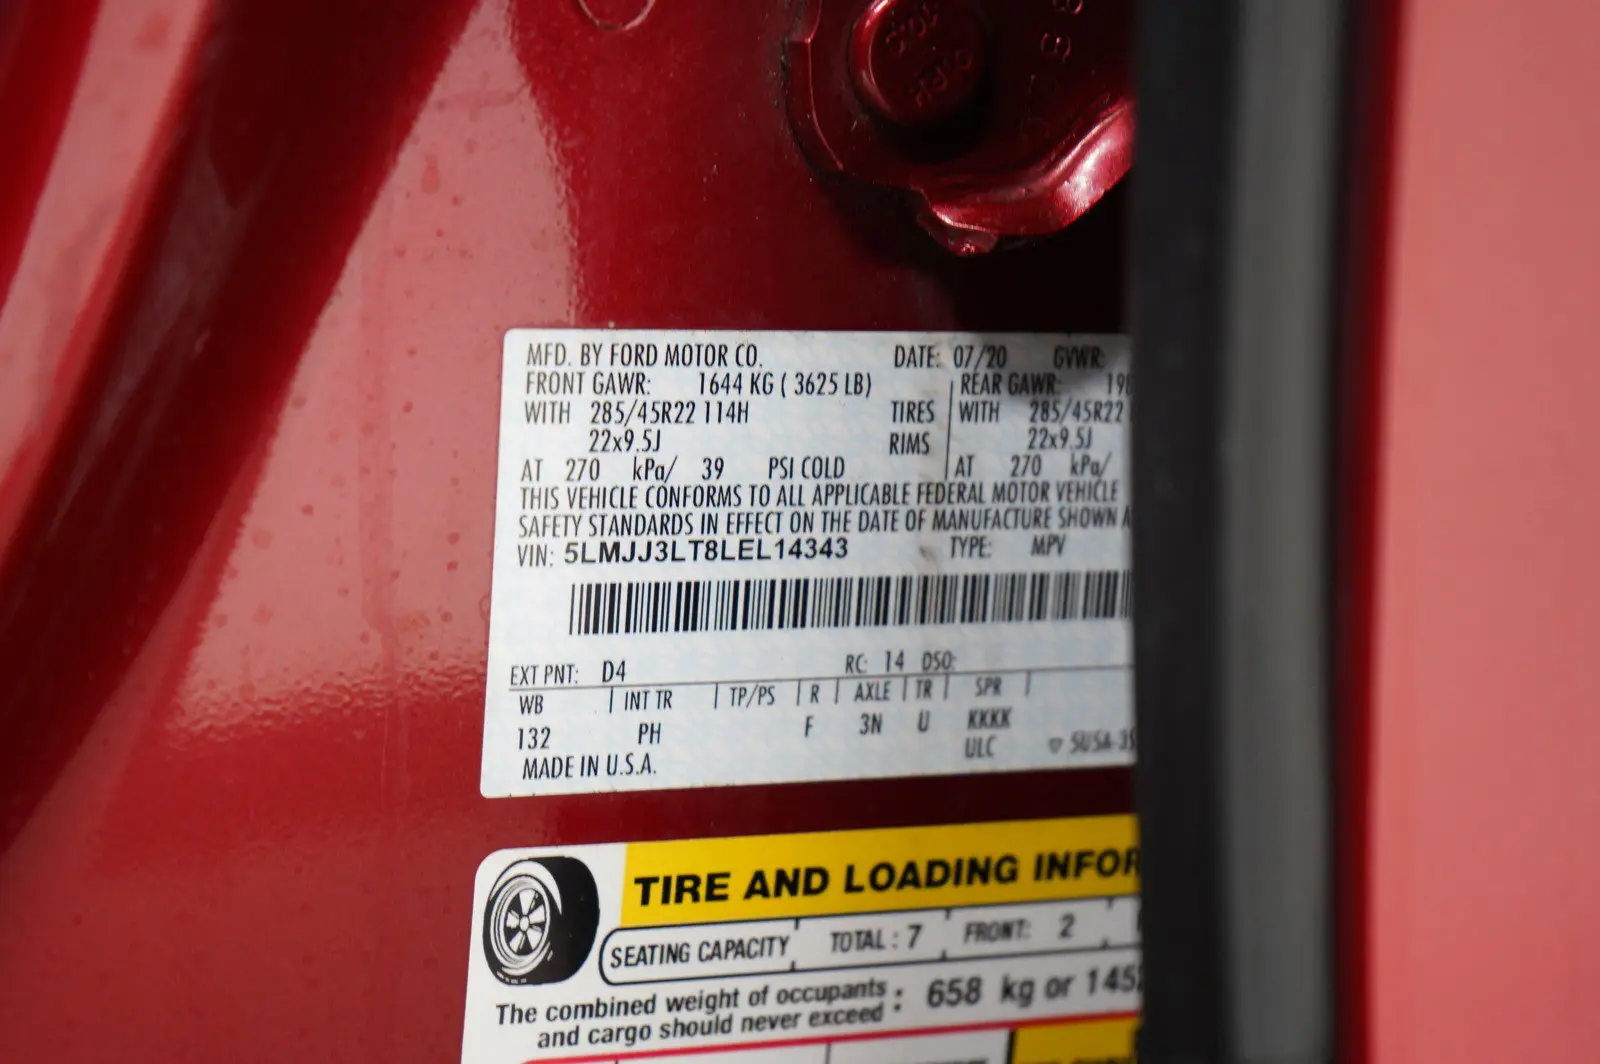 MFD. BY FORD MOTOR CO. DATE: 07/20 GVWR:
FRONT GAWR: 1644 KG ( 3625 LB) REAR GAWR: 198
WITH 285/45R22 114H TIRES WITH 285/45R22
22x9.5J RIMS 22x9.5J
AT 270 kPa/ 39 PSI COLD AT 270 kPa/
THIS VEHICLE CONFORMS TO ALL APPLICABLE FEDERAL MOTOR VEHICLE
SAFETY STANDARDS IN EFFECT ON THE DATE OF MANUFACTURE SHOWN A
VIN: 5LMJJ3LT8LEL14343 TYPE: MPV
EXT PNT: D4 RC: 14 DSO:
WB INT TR TP/PS R AXLE TR SPR
132 PH F 3N U KKKK
ULC
MADE IN U.S.A.
TIRE AND LOADING INFOR
SEATING CAPACITY TOTAL : 7 FRONT: 2
The combined weight of occupants : 658 kg or 145
and cargo should never exceed :